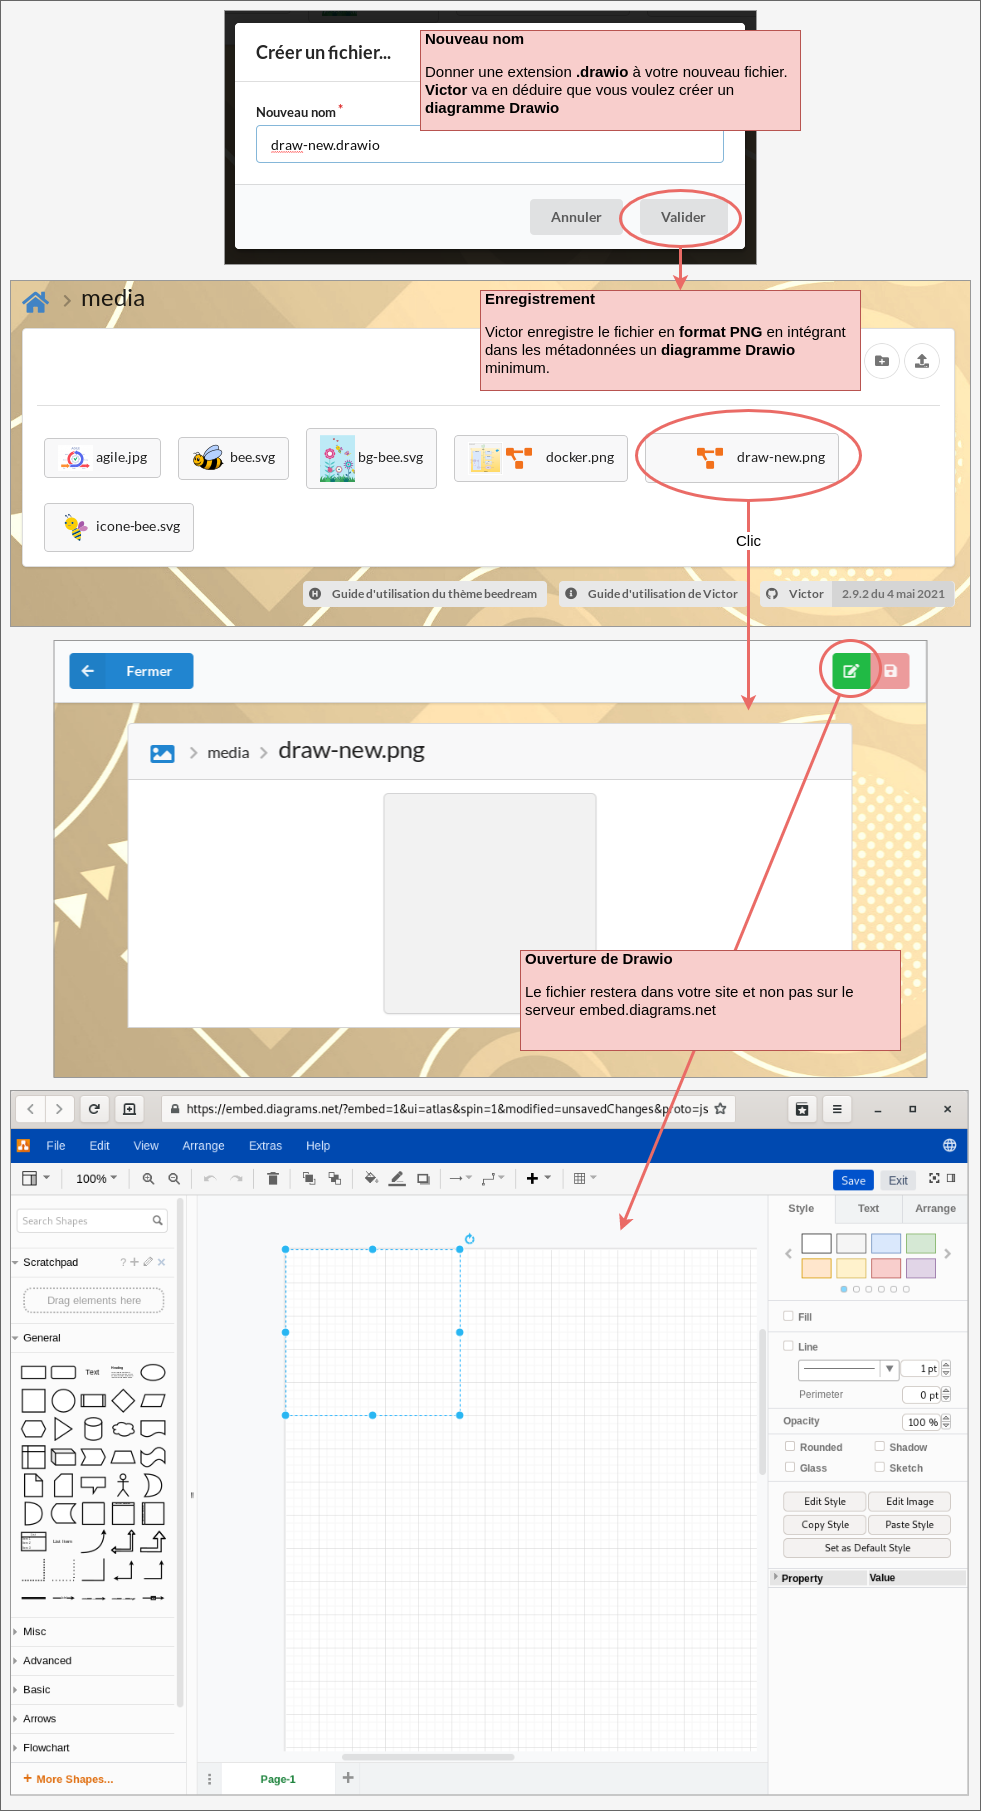 Créer un fichier...
Nouveau nom
Donner une extension .drawio à votre nouveau fichier.
Victor va en déduire que vous voulez créer un
diagramme Drawio
Nouveau nom *
draw-new.drawio
Annuler
Valider
media
Enregistrement
Victor enregistre le fichier en format PNG en intégrant
dans les métadonnées un diagramme Drawio
minimum.
agile.jpg
bee.svg
bg-bee.svg
docker.png
draw-new.png
icone-bee.svg
Clic
Guide d'utilisation du thème beedream
Guide d'utilisation de Victor
Victor
2.9.2 du 4 mai 2021
Fermer
media
draw-new.png
Ouverture de Drawio
Le fichier restera dans votre site et non pas sur le
serveur embed.diagrams.net
https://embed.diagrams.net/?embed=1&ui=atlas&spin=1&modified=unsavedChanges&proto=js
File
Edit
View
Arrange
Extras
Help
100%
Save
Exit
Search Shapes
Scratchpad
?
Drag elements here
General
Text
Heading
List Item
Misc
Advanced
Basic
Arrows
Flowchart
+ More Shapes...
Page-1
Style
Text
Arrange
Fill
Line
1 pt
Perimeter
0 pt
Opacity
100 %
Rounded
Shadow
Glass
Sketch
Edit Style
Edit Image
Copy Style
Paste Style
Set as Default Style
Property
Value